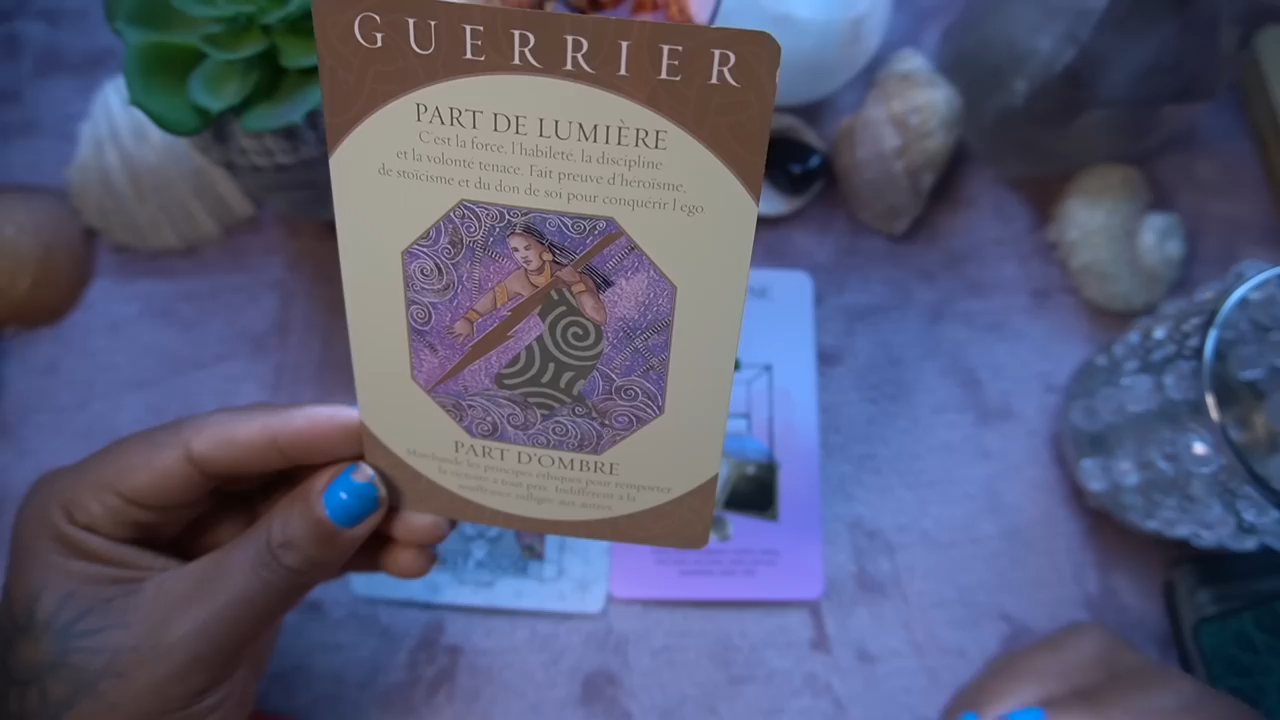 GUERRIER
PART DE LUMIÈRE
C'est la force, l'habileté, la discipline
et la volonté tenace. Fait preuve d'héroïsme,
de stoïcisme et du don de soi pour conquérir l'ego.
PART D'OMBRE
Marchande les principes éthiques pour remporter
la victoire à tout prix. Indifférent à la
souffrance infligée aux autres.